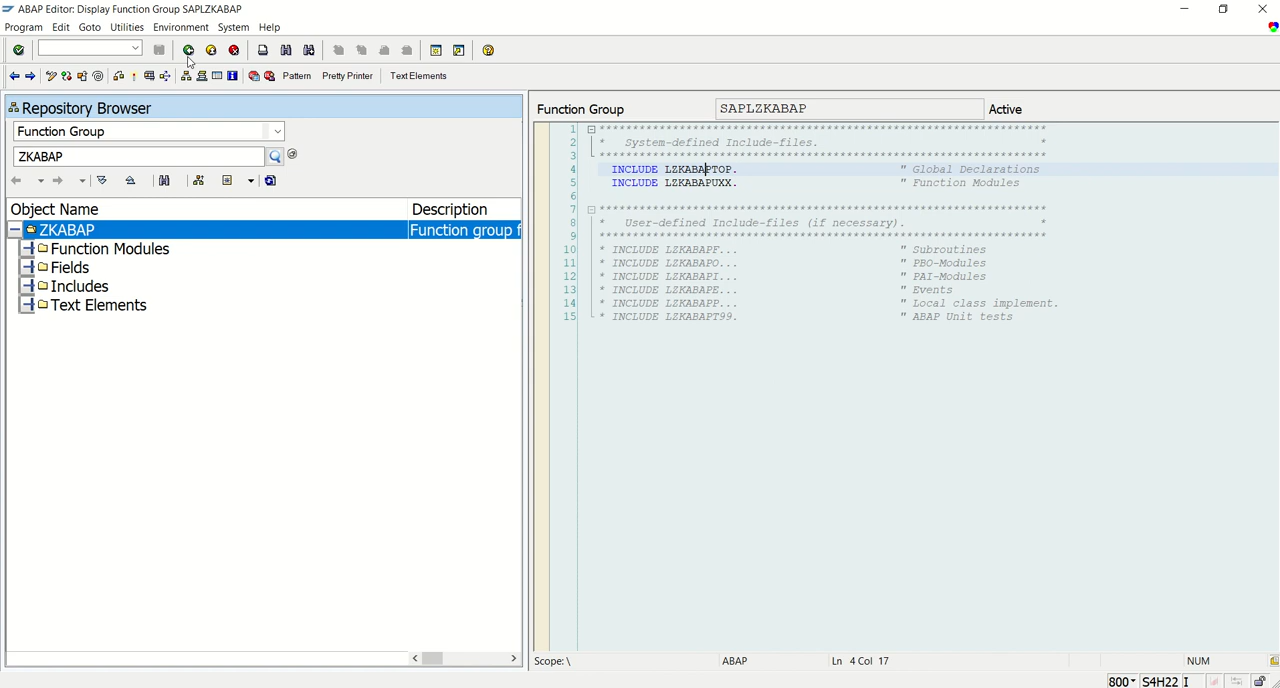 ABAP Editor: Display Function Group SAPLZKABAP
Program Edit Goto Utilities Environment System Help
Pattern Pretty Printer Text Elements
Repository Browser
Function Group
ZKABAP
Object Name Description
ZKABAP Function group f
Function Modules
Fields
Includes
Text Elements
Function Group SAPLZKABAP Active
1 *******************************************************************
2 * System-defined Include-files. *
3 *******************************************************************
4 INCLUDE LZKABAPTOP. " Global Declarations
5 INCLUDE LZKABAPUXX. " Function Modules
6
7 *******************************************************************
8 * User-defined Include-files (if necessary). *
9 *******************************************************************
10 * INCLUDE LZKABAPF... " Subroutines
11 * INCLUDE LZKABAPO... " PBO-Modules
12 * INCLUDE LZKABAPI... " PAI-Modules
13 * INCLUDE LZKABAPE... " Events
14 * INCLUDE LZKABAPP... " Local class implement.
15 * INCLUDE LZKABAPT99. " ABAP Unit tests
Scope: \ ABAP Ln 4 Col 17 NUM
800 S4H22